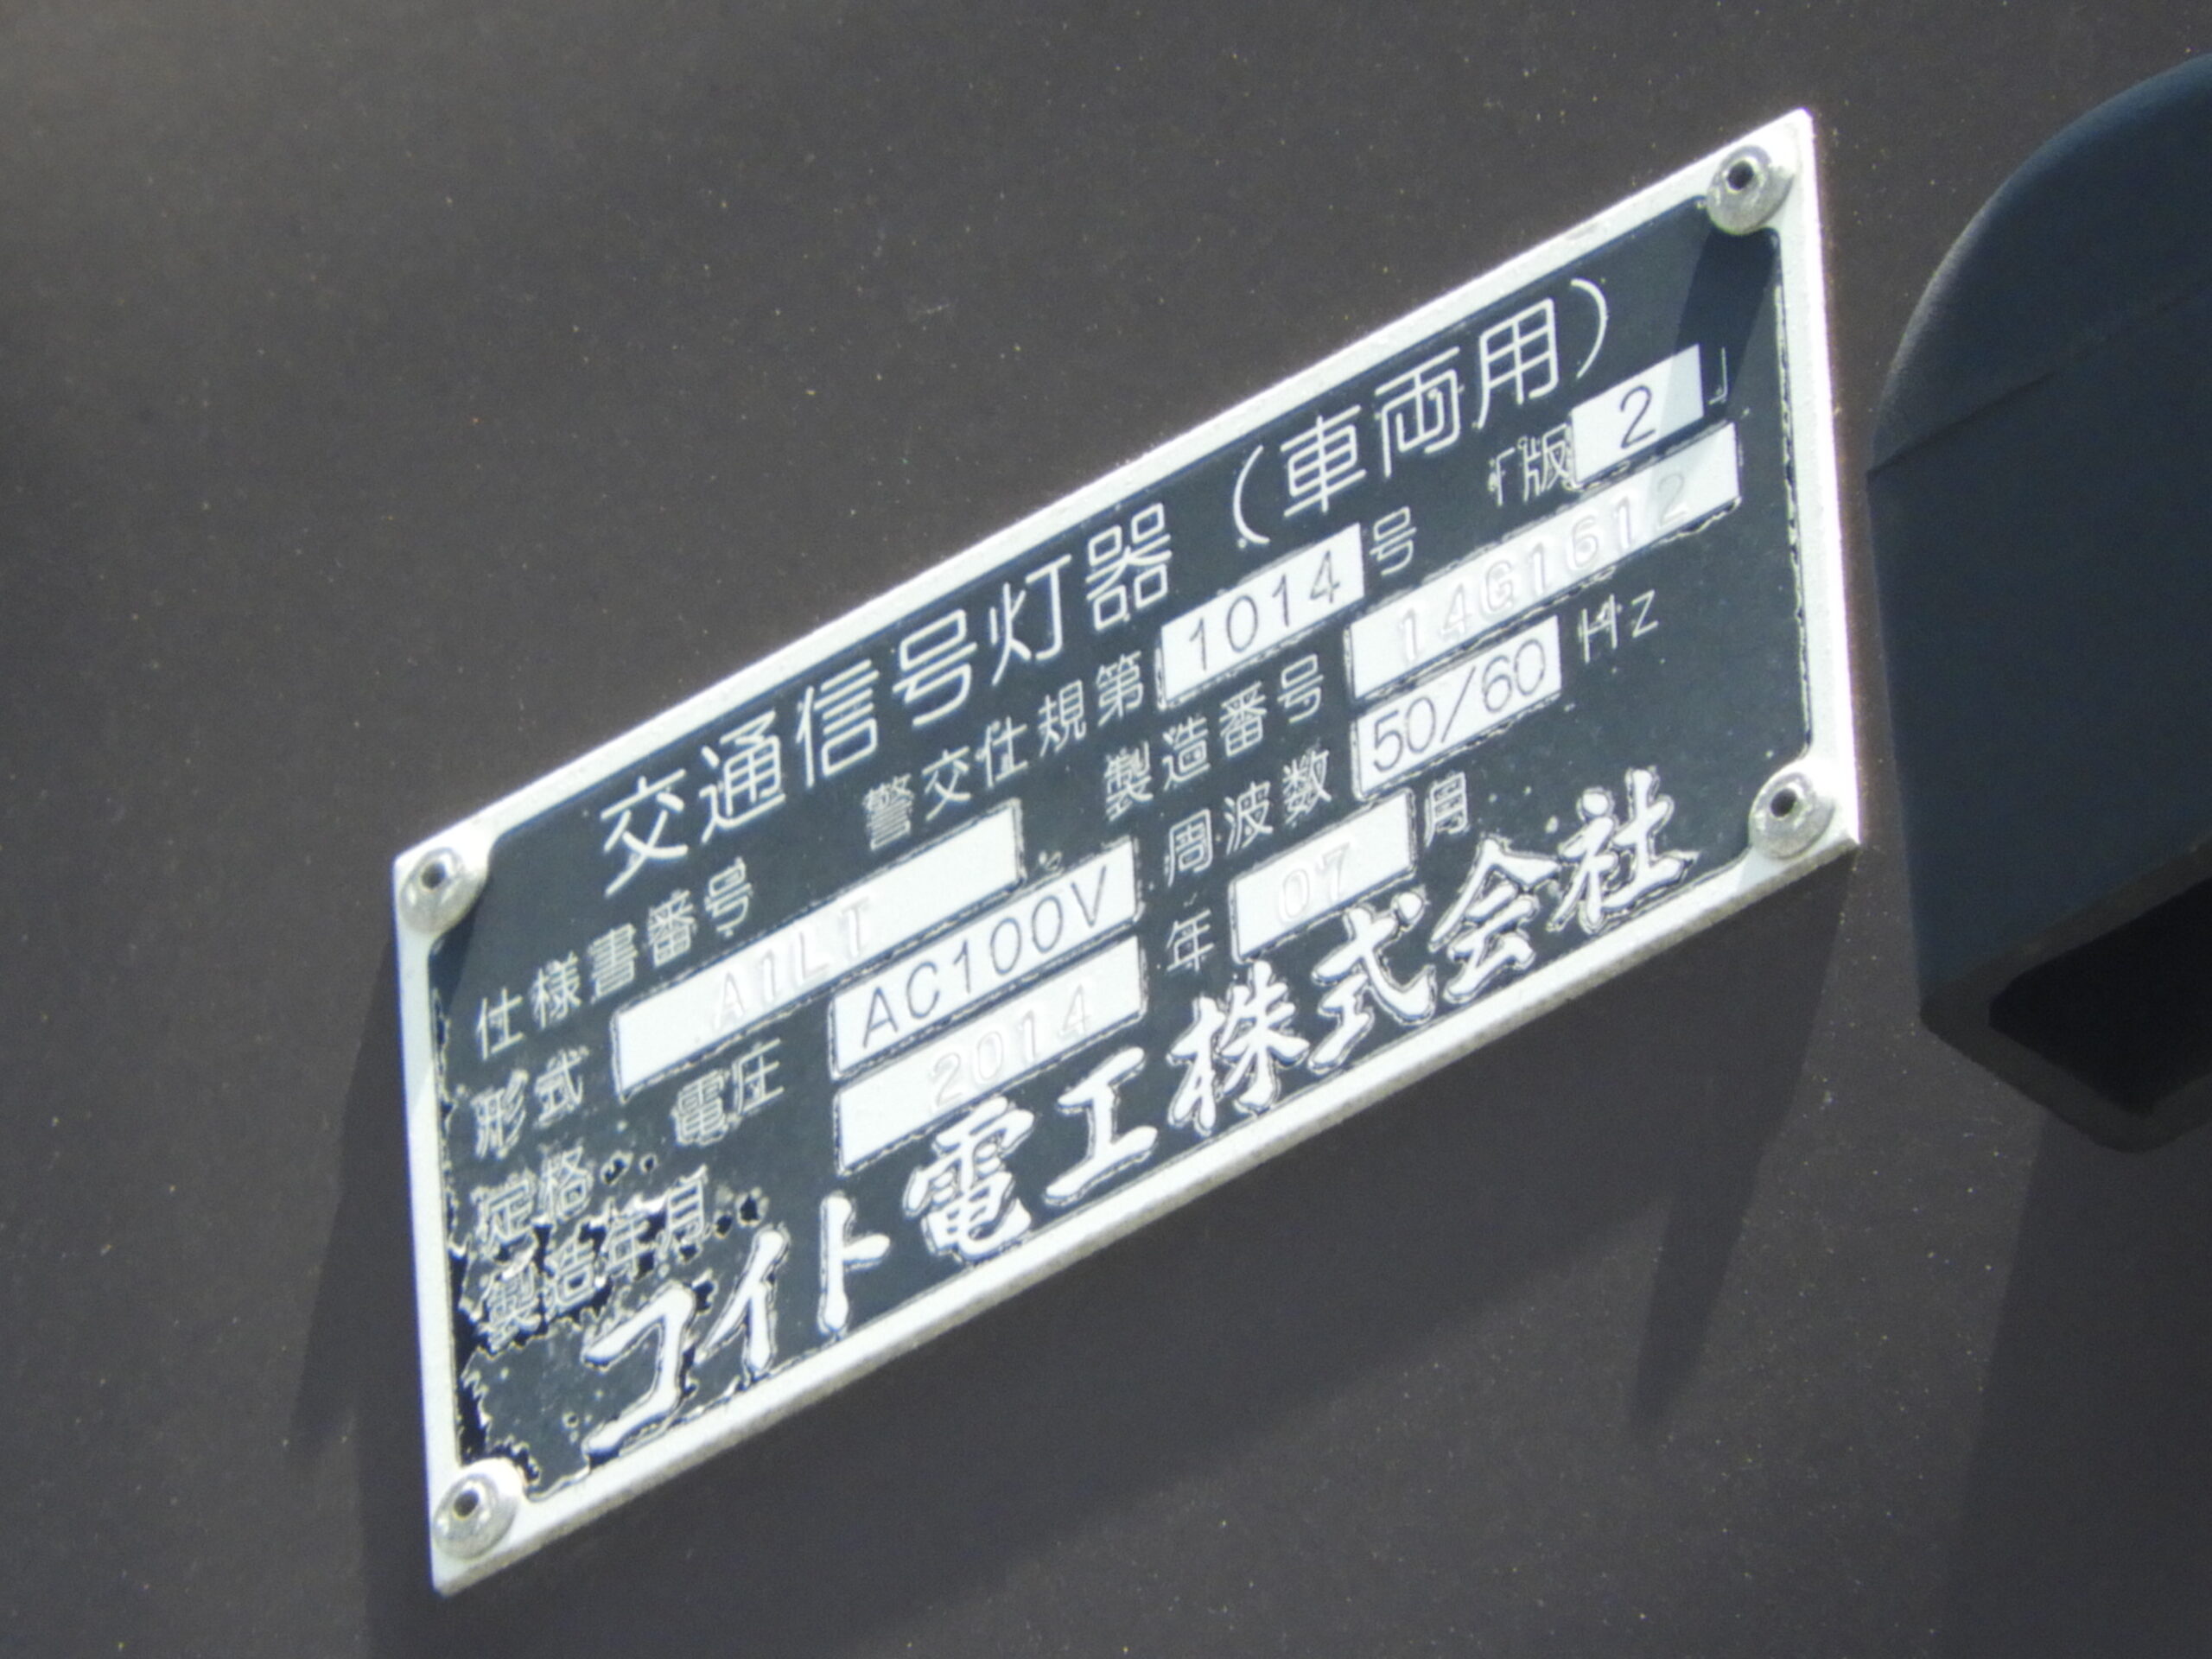 交通信号灯器（車両用）
仕様書番号 警交仕規第 1014 号 「版 2 」
形式 A1LT 製造番号 14G1612
定格 電圧 AC100V 周波数 50/60 Hz
製造年月 2014 年 07 月
コイト電工株式会社